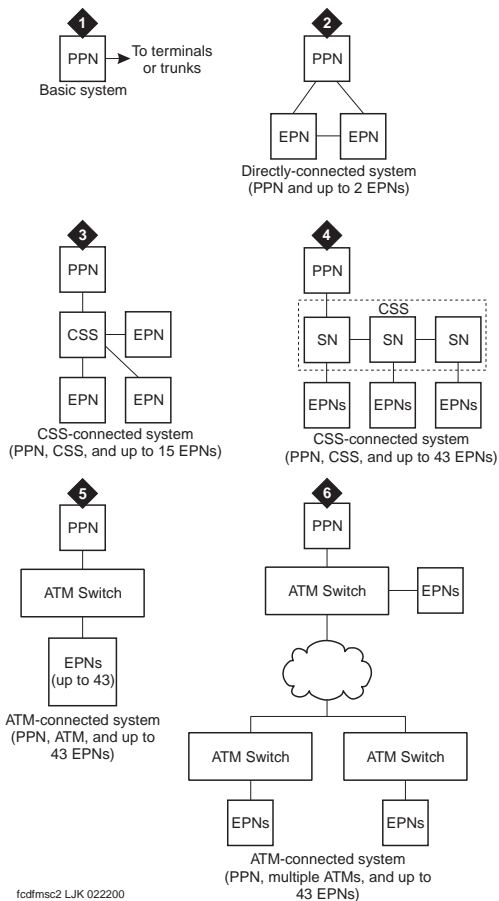 1
PPN
To terminals
or trunks
Basic system
2
PPN
EPN
EPN
Directly-connected system
(PPN and up to 2 EPNs)
3
PPN
CSS
EPN
EPN
EPN
CSS-connected system
(PPN, CSS, and up to 15 EPNs)
4
PPN
CSS
SN
SN
SN
EPNs
EPNs
EPNs
CSS-connected system
(PPN, CSS, and up to 43 EPNs)
5
PPN
ATM Switch
EPNs
(up to 43)
ATM-connected system
(PPN, ATM, and up to
43 EPNs)
6
PPN
ATM Switch
EPNs
ATM Switch
ATM Switch
EPNs
EPNs
ATM-connected system
(PPN, multiple ATMs, and up to
43 EPNs)
fcdfmsc2 LJK 022200